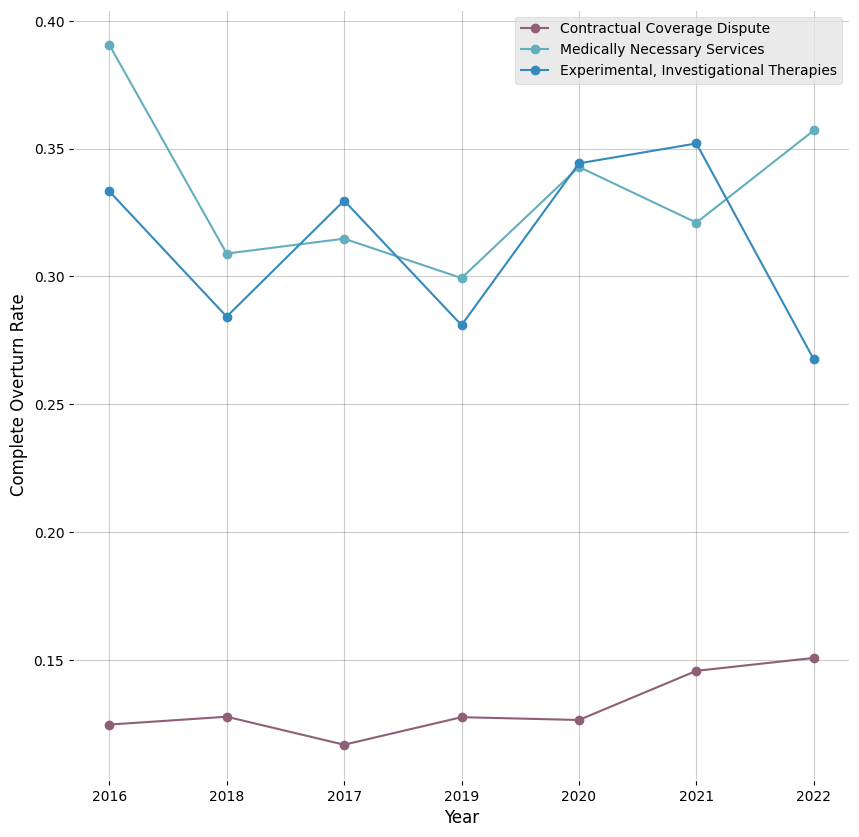 Contractual Coverage Dispute
Medically Necessary Services
Experimental, Investigational Therapies
Complete Overturn Rate
0.40
0.35
0.30
0.25
0.20
0.15
2016 2018 2017 2019 2020 2021 2022
Year